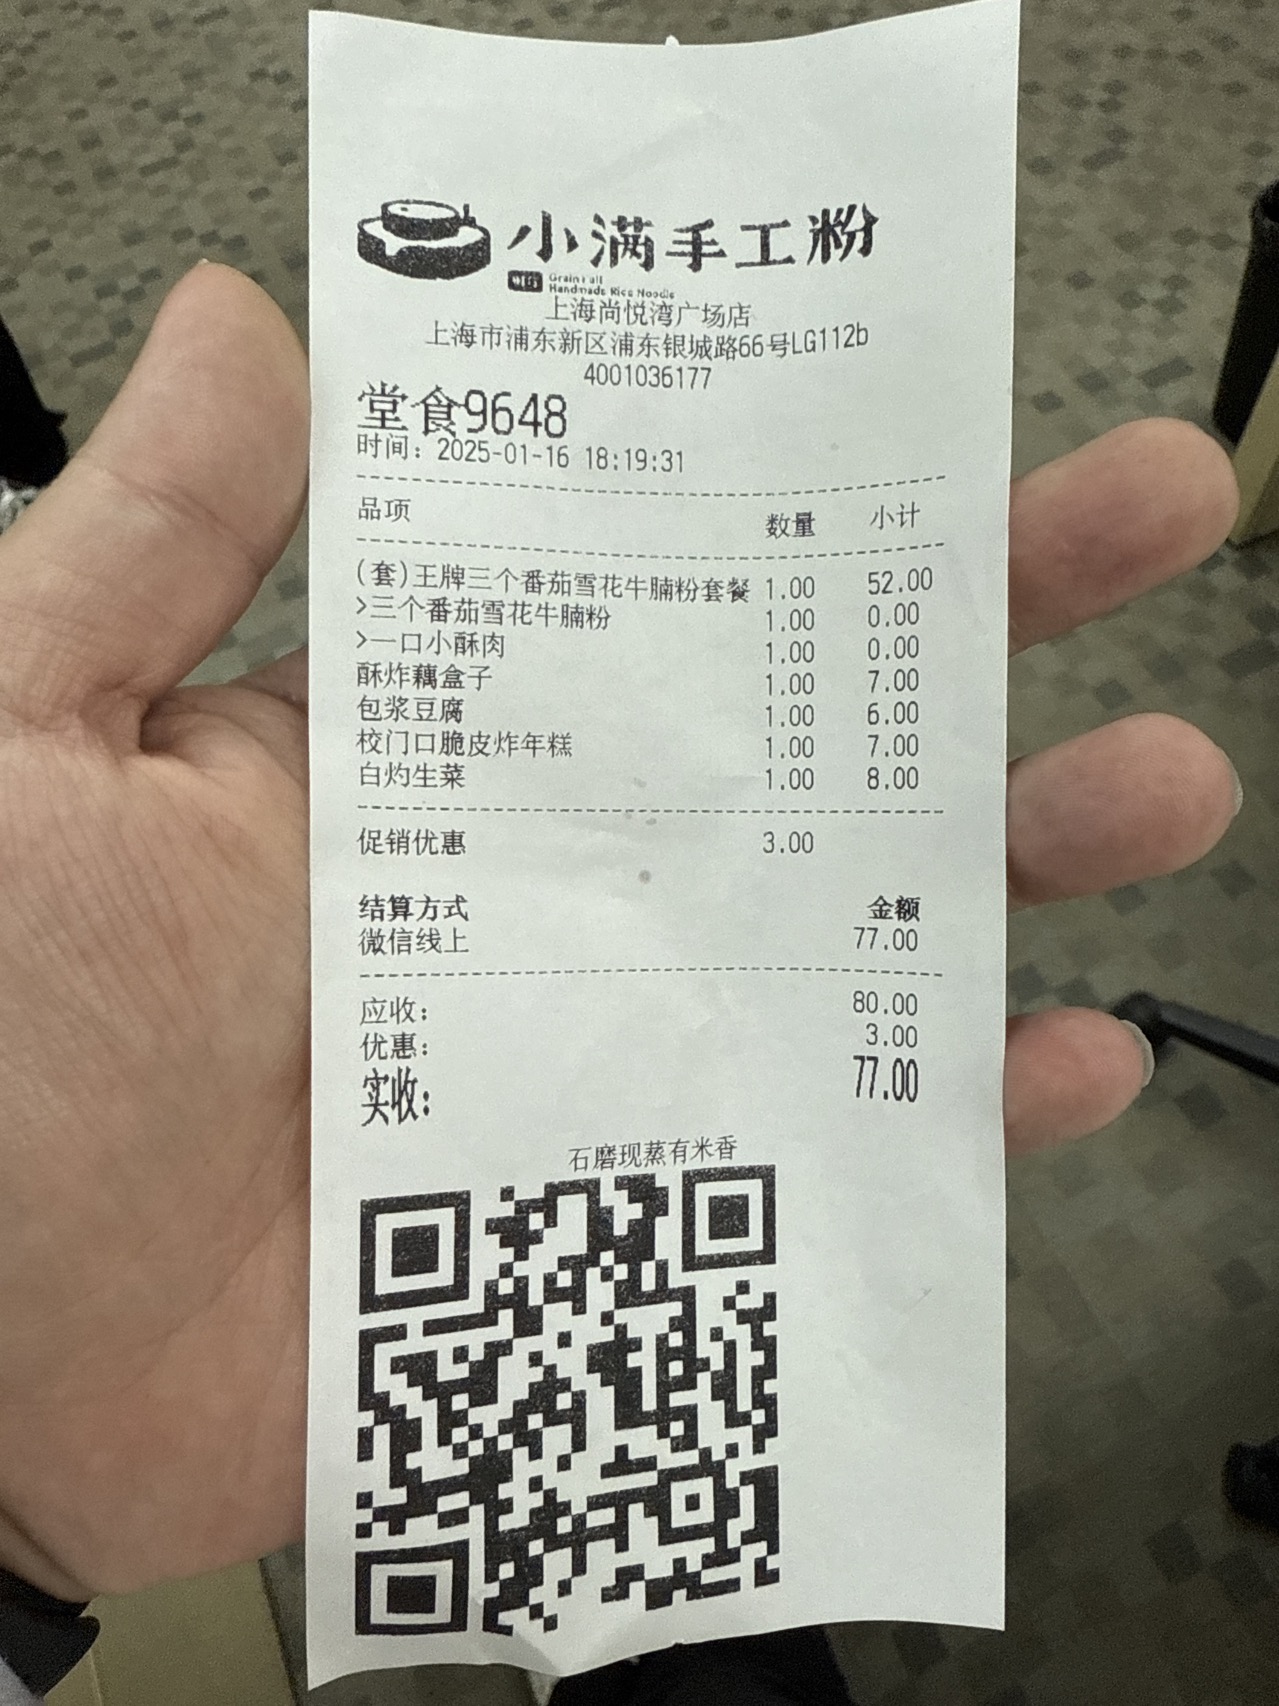 小满手工粉
Grain Full
Handmade Rice Noodle
上海尚悦湾广场店
上海市浦东新区浦东银城路66号LG112b
4001036177
堂食9648
时间：2025-01-16 18:19:31
品项 数量 小计
(套)王牌三个番茄雪花牛腩粉套餐 1.00 52.00
>三个番茄雪花牛腩粉 1.00 0.00
>一口小酥肉 1.00 0.00
酥炸藕盒子 1.00 7.00
包浆豆腐 1.00 6.00
校门口脆皮炸年糕 1.00 7.00
白灼生菜 1.00 8.00
促销优惠 3.00
结算方式 金额
微信线上 77.00
应收： 80.00
优惠： 3.00
实收： 77.00
石磨现蒸有米香